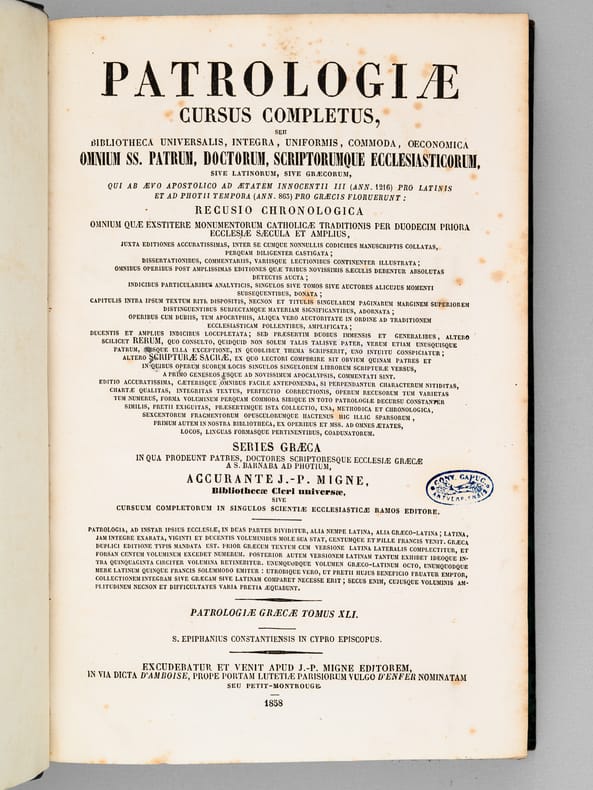 PATROLOGIÆ
CURSUS COMPLETUS,
SEU
BIBLIOTHECA UNIVERSALIS, INTEGRA, UNIFORMIS, COMMODA, ŒCONOMICA
OMNIUM SS. PATRUM, DOCTORUM, SCRIPTORUMQUE ECCLESIASTICORUM,
SIVE LATINORUM, SIVE GRÆCORUM,
QUI AB ÆVO APOSTOLICO AD ÆTATEM INNOCENTII III (ANN. 1216) PRO LATINIS
ET AD PHOTII TEMPORA (ANN. 863) PRO GRÆCIS FLORUERUNT :
RECUSIO CHRONOLOGICA
OMNIUM QUÆ EXSTITERE MONUMENTORUM CATHOLICÆ TRADITIONIS PER DUODECIM PRIORA
ECCLESIÆ SÆCULA ET AMPLIUS,
JUXTA EDITIONES ACCURATISSIMAS, INTER SE CUMQUE NONNULLIS CODICIBUS MANUSCRIPTIS COLLATAS,
PERQUAM DILIGENTER CASTIGATA ;
DISSERTATIONIBUS, COMMENTARIIS, VARIISQUE LECTIONIBUS CONTINENTER ILLUSTRATA ;
OMNIBUS OPERIBUS POST AMPLISSIMAS EDITIONES QUÆ TRIBUS NOVISSIMIS SÆCULIS DEBENTUR ABSOLUTAS
DETECTIS AUCTA ;
INDICIBUS PARTICULARIBUS ANALYTICIS, SINGULOS SIVE TOMOS SIVE AUCTORES ALICUJUS MOMENTI
SUBSEQUENTIBUS, DONATA ;
CAPITULIS INTRA IPSUM TEXTUM RITE DISPOSITIS, NECNON ET TITULIS SINGULARUM PAGINARUM MARGINEM SUPERIOREM
DISTINGUENTIBUS SUBJECTAMQUE MATERIAM SIGNIFICANTIBUS, ADORNATA ;
OPERIBUS CUM DUBIIS, TUM APOCRYPHIS, ALIQUA VERO AUCTORITATE IN ORDINE AD TRADITIONEM
ECCLESIASTICAM POLLENTIBUS, AMPLIFICATA ;
DUCENTIS ET AMPLIUS INDICIBUS LOCUPLETATA ; SED PRÆSERTIM DUOBUS IMMENSIS ET GENERALIBUS, ALTERO
SCILICET RERUM, QUO CONSULTO, QUIDQUID NON SOLUM TALIS TALISVE PATER, VERUM ETIAM UNUSQUISQUE
PATRUM, ABSQUE ULLA EXCEPTIONE, IN QUODLIBET THEMA SCRIPSERIT, UNO INTUITU CONSPICIATUR ;
ALTERO SCRIPTURÆ SACRÆ, EX QUO LECTORI COMPERIRE SIT OBVIUM QUINAM PATRES ET
IN QUIBUS OPERUM SUORUM LOCIS SINGULOS SINGULORUM LIBRORUM SCRIPTURÆ VERSUS,
A PRIMO GENESEOS USQUE AD NOVISSIMUM APOCALYPSIS, COMMENTATI SINT.
EDITIO ACCURATISSIMA, CÆTERISQUE OMNIBUS FACILE ANTEPONENDA, SI PERPENDANTUR CHARACTERUM NITIDITAS,
CHARTÆ QUALITAS, INTEGRITAS TEXTUS, PERFECTIO CORRECTIONIS, OPERUM RECUSORUM TUM VARIETAS
TUM NUMERUS, FORMA VOLUMINUM PERQUAM COMMODA SIBIQUE IN TOTO PATROLOGIÆ DECURSU CONSTANTER
SIMILIS, PRETII EXIGUITAS, PRÆSERTIMQUE ISTA COLLECTIO, UNA, METHODICA ET CHRONOLOGICA,
SEXCENTORUM FRAGMENTORUM OPUSCULORUMQUE HACTENUS HIC ILLIC SPARSORUM,
PRIMUM AUTEM IN NOSTRA BIBLIOTHECA, EX OPERIBUS ET MSS. AD OMNES ÆTATES,
LOCOS, LINGUAS FORMASQUE PERTINENTIBUS, COADUNATORUM.
SERIES GRÆCA
IN QUA PRODEUNT PATRES, DOCTORES SCRIPTORESQUE ECCLESIÆ GRÆCÆ
A S. BARNABA AD PHOTIUM,
ACCURANTE J.-P. MIGNE,
Bibliothecæ Cleri universæ,
SIVE
CURSUUM COMPLETORUM IN SINGULOS SCIENTIÆ ECCLESIASTICÆ RAMOS EDITORE.
CONV. CAPUC.
ANTVERPIENSIS
PATROLOGIA, AD INSTAR IPSIUS ECCLESIÆ, IN DUAS PARTES DIVIDITUR, ALIA NEMPE LATINA, ALIA GRÆCO-LATINA ; LATINA,
JAM INTEGRE EXARATA, VIGINTI ET DUCENTIS VOLUMINIBUS MOLE SUA STAT, CENTUMQUE ET MILLE FRANCIS VENIT. GRÆCA
DUPLICI EDITIONE TYPIS MANDATA EST. PRIOR GRÆCUM TEXTUM CUM VERSIONE LATINA LATERALIS COMPLECTITUR, ET
FORSAN CENTUM VOLUMINUM EXCEDET NUMERUM. POSTERIOR AUTEM VERSIONEM LATINAM TANTUM EXHIBET IDEOQUE IN-
TRA QUINQUAGINTA CIRCITER VOLUMINA RETINEBITUR. UNUMQUODQUE VOLUMEN GRÆCO-LATINUM OCTO, UNUMQUODQUE
MERE LATINUM QUINQUE FRANCIS SOLUMMODO EMITUR : UTROBIQUE VERO, UT PRETII HUJUS BENEFICIO FRUATUR EMPTOR,
COLLECTIONEM INTEGRAM SIVE GRÆCAM SIVE LATINAM COMPARET NECESSE ERIT ; SECUS ENIM, CUJUSQUE VOLUMINIS AM-
PLITUDINEM NECNON ET DIFFICULTATES VARIA PRETIA ÆQUABUNT.
PATROLOGIÆ GRÆCÆ TOMUS XLI.
S. EPIPHANIUS CONSTANTIENSIS IN CYPRO EPISCOPUS.
EXCUDEBATUR ET VENIT APUD J.-P. MIGNE EDITOREM,
IN VIA DICTA D'AMBOISE, PROPE PORTAM LUTETIÆ PARISIORUM VULGO D'ENFER NOMINATAM
SEU PETIT-MONTROUGE.
1858